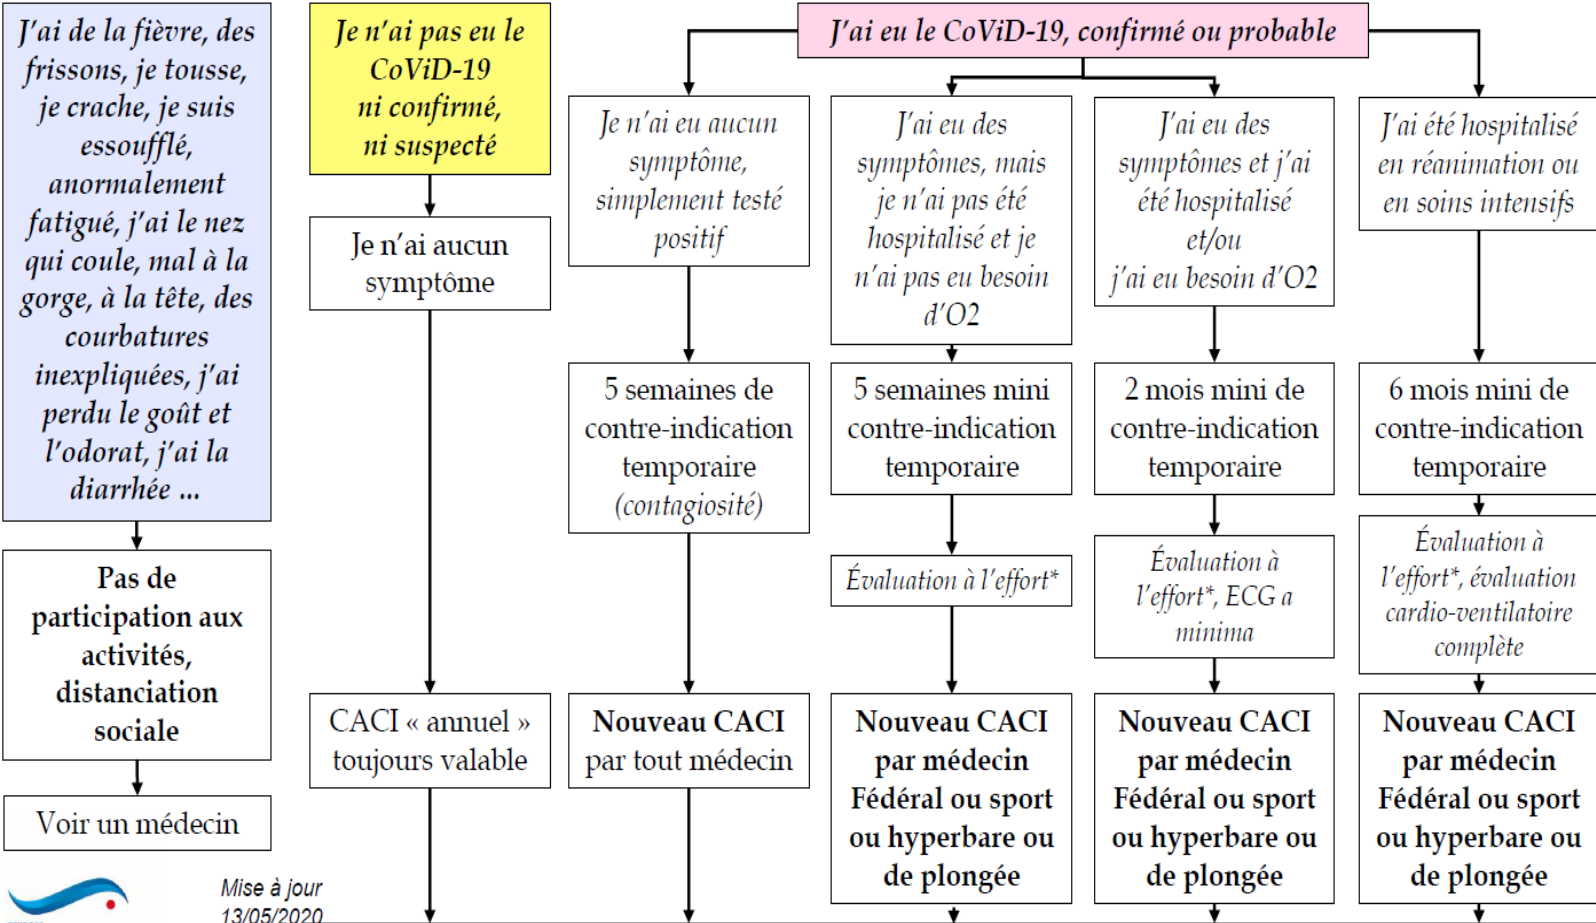 J'ai de la fièvre, des
frissons, je tousse,
je crache, je suis
essoufflé,
anormalement
fatigué, j'ai le nez
qui coule, mal à la
gorge, à la tête, des
courbatures
inexpliquées, j'ai
perdu le goût et
l'odorat, j'ai la
diarrhée ...
Pas de
participation aux
activités,
distanciation
sociale
Voir un médecin
Mise à jour
13/05/2020
Je n'ai pas eu le
CoViD-19
ni confirmé,
ni suspecté
Je n'ai aucun
symptôme
CACI « annuel »
toujours valable
J'ai eu le CoViD-19, confirmé ou probable
Je n'ai eu aucun
symptôme,
simplement testé
positif
5 semaines de
contre-indication
temporaire
(contagiosité)
Nouveau CACI
par tout médecin
J'ai eu des
symptômes, mais
je n'ai pas été
hospitalisé et je
n'ai pas eu besoin
d'O2
5 semaines mini
contre-indication
temporaire
Évaluation à l'effort*
Nouveau CACI
par médecin
Fédéral ou sport
ou hyperbare ou
de plongée
J'ai eu des
symptômes et j'ai
été hospitalisé
et/ou
j'ai eu besoin d'O2
2 mois mini de
contre-indication
temporaire
Évaluation à
l'effort*, ECG a
minima
Nouveau CACI
par médecin
Fédéral ou sport
ou hyperbare ou
de plongée
J'ai été hospitalisé
en réanimation ou
en soins intensifs
6 mois mini de
contre-indication
temporaire
Évaluation à
l'effort*, évaluation
cardio-ventilatoire
complète
Nouveau CACI
par médecin
Fédéral ou sport
ou hyperbare ou
de plongée